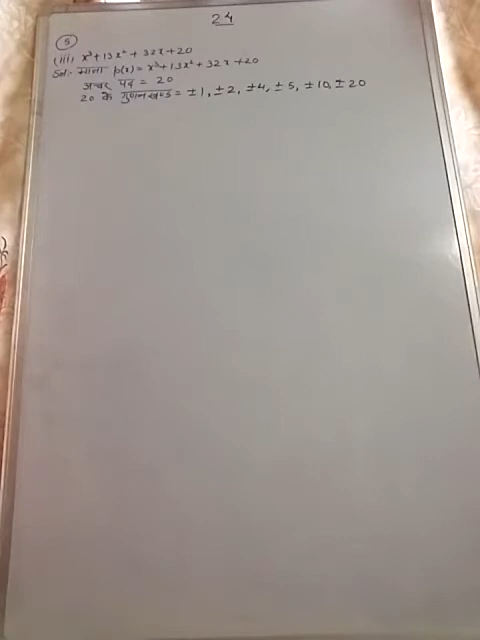 24
5
(iii) x³+13x²+32x+20
Sol:- माना p(x) = x³+13x²+32x+20
अचर पद = 20
20 के गुणनखण्ड = ±1, ±2, ±4, ±5, ±10, ±20